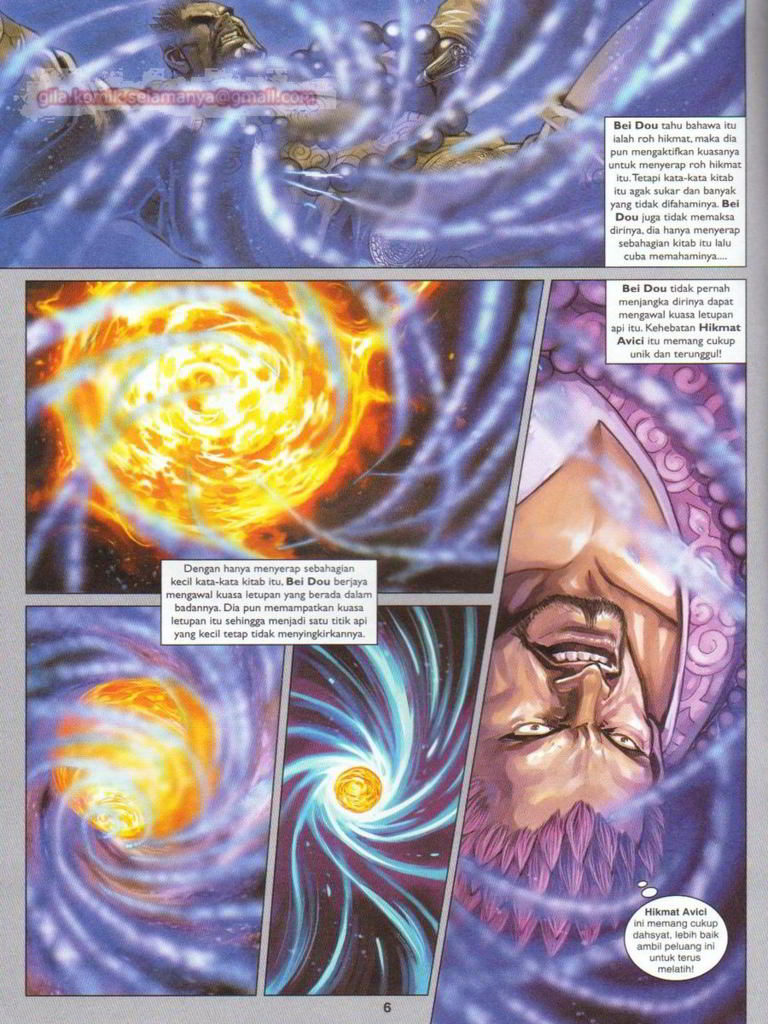 gila.komik.selamanya@gmail.com
Bei Dou tahu bahawa itu
ialah roh hikmat, maka dia
pun mengaktifkan kuasanya
untuk menyerap roh hikmat
itu. Tetapi kata-kata kitab
itu agak sukar dan banyak
yang tidak difahaminya. Bei
Dou juga tidak memaksa
dirinya, dia hanya menyerap
sebahagian kitab itu lalu
cuba memahaminya....
Bei Dou tidak pernah
menjangka dirinya dapat
mengawal kuasa letupan
api itu. Kehebatan Hikmat
Avici itu memang cukup
unik dan terunggul!
Dengan hanya menyerap sebahagian
kecil kata-kata kitab itu, Bei Dou berjaya
mengawal kuasa letupan yang berada dalam
badannya. Dia pun memampatkan kuasa
letupan itu sehingga menjadi satu titik api
yang kecil tetap tidak menyingkirkannya.
Hikmat Avici
ini memang cukup
dahsyat, lebih baik
ambil peluang ini
untuk terus
melatih!
6